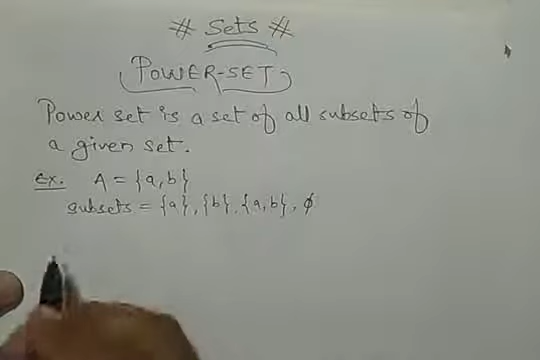 # Sets #
POWER-SET
Power set is a set of all subsets of
a given set.
Ex. A = {a, b}
subsets = {a}, {b}, {a, b}, ϕ